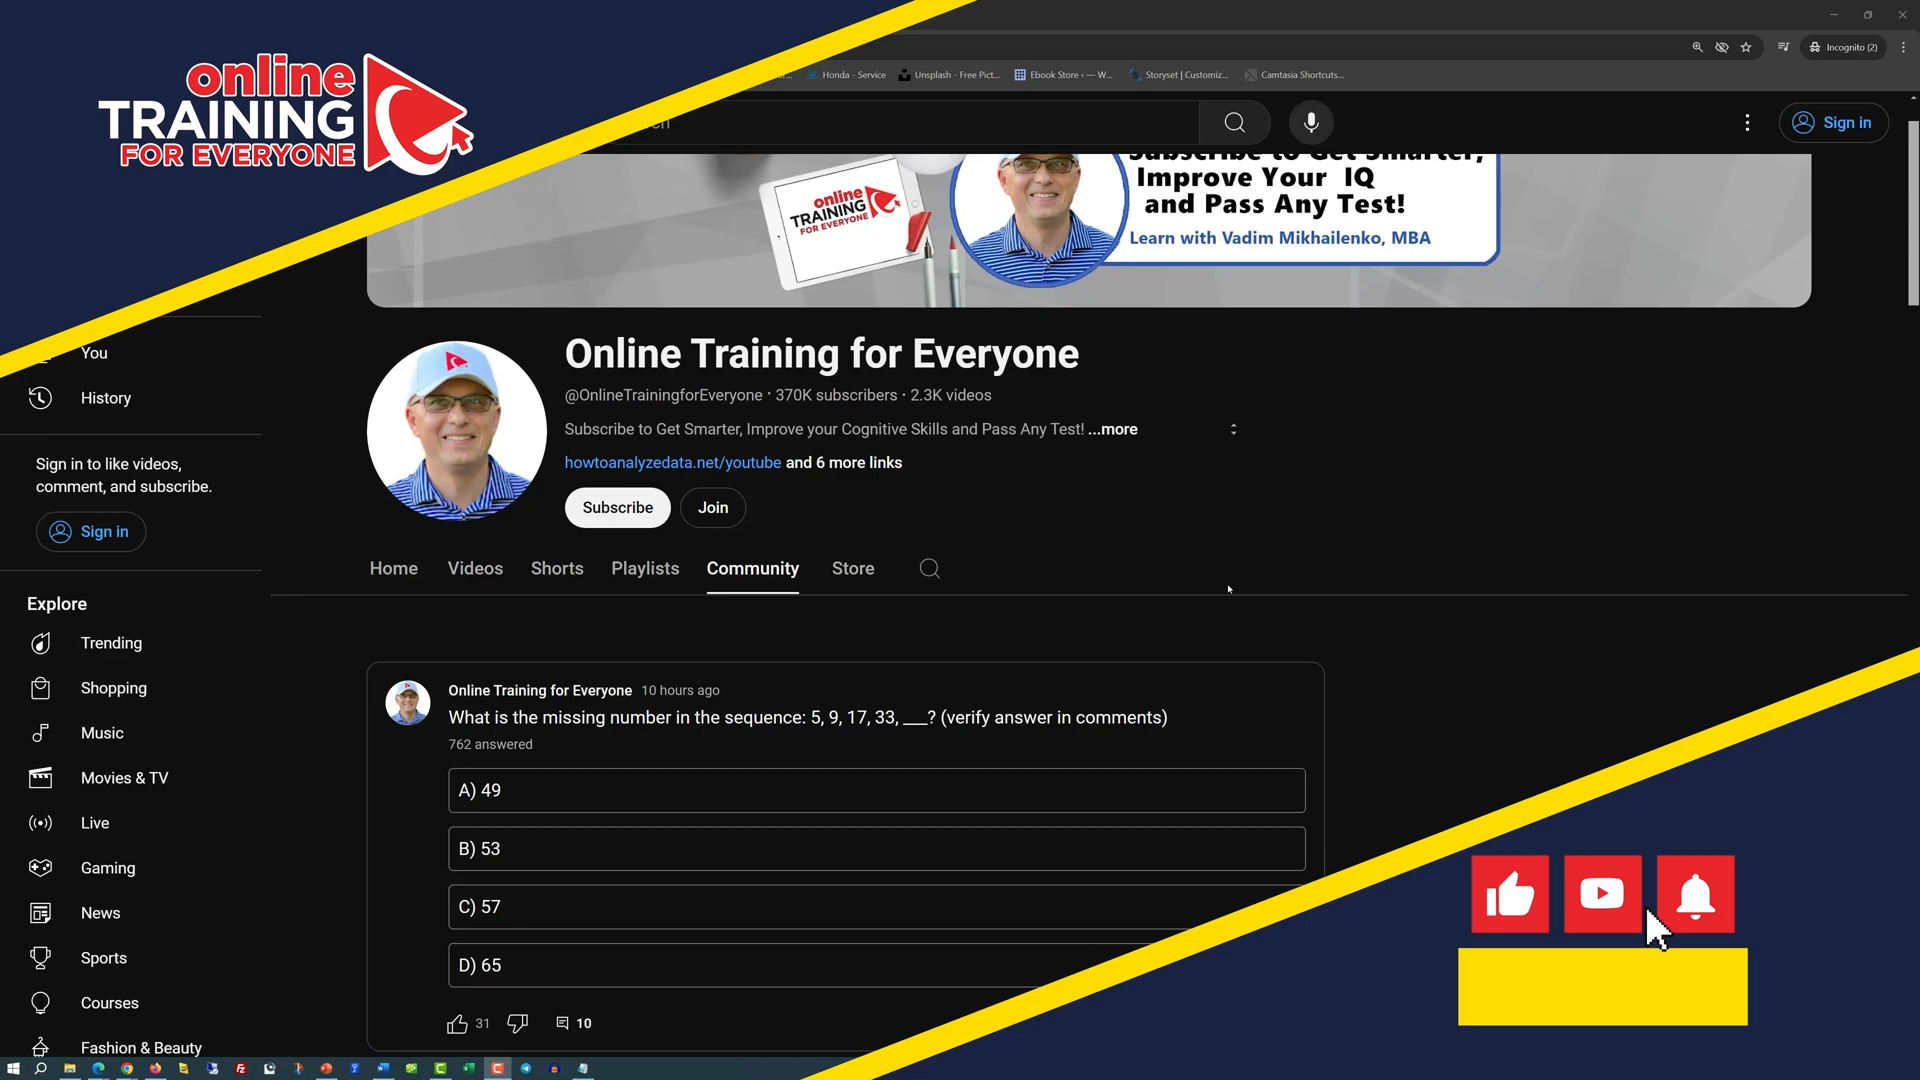 online
TRAINING
FOR EVERYONE
Honda - Service
Unsplash - Free Pict...
Ebook Store ‹ — W...
Storyset | Customiz...
Camtasia Shortcuts...
Incognito (2)
Sign in
online
TRAINING
FOR EVERYONE
Subscribe to Get Smarter,
Improve Your IQ
and Pass Any Test!
Learn with Vadim Mikhailenko, MBA
You
History
Sign in to like videos,
comment, and subscribe.
Sign in
Explore
Trending
Shopping
Music
Movies & TV
Live
Gaming
News
Sports
Courses
Fashion & Beauty
Online Training for Everyone
@OnlineTrainingforEveryone · 370K subscribers · 2.3K videos
Subscribe to Get Smarter, Improve your Cognitive Skills and Pass Any Test! ...more
howtoanalyzedata.net/youtube and 6 more links
Subscribe
Join
Home
Videos
Shorts
Playlists
Community
Store
Online Training for Everyone 10 hours ago
What is the missing number in the sequence: 5, 9, 17, 33, ___? (verify answer in comments)
762 answered
A) 49
B) 53
C) 57
D) 65
31
10